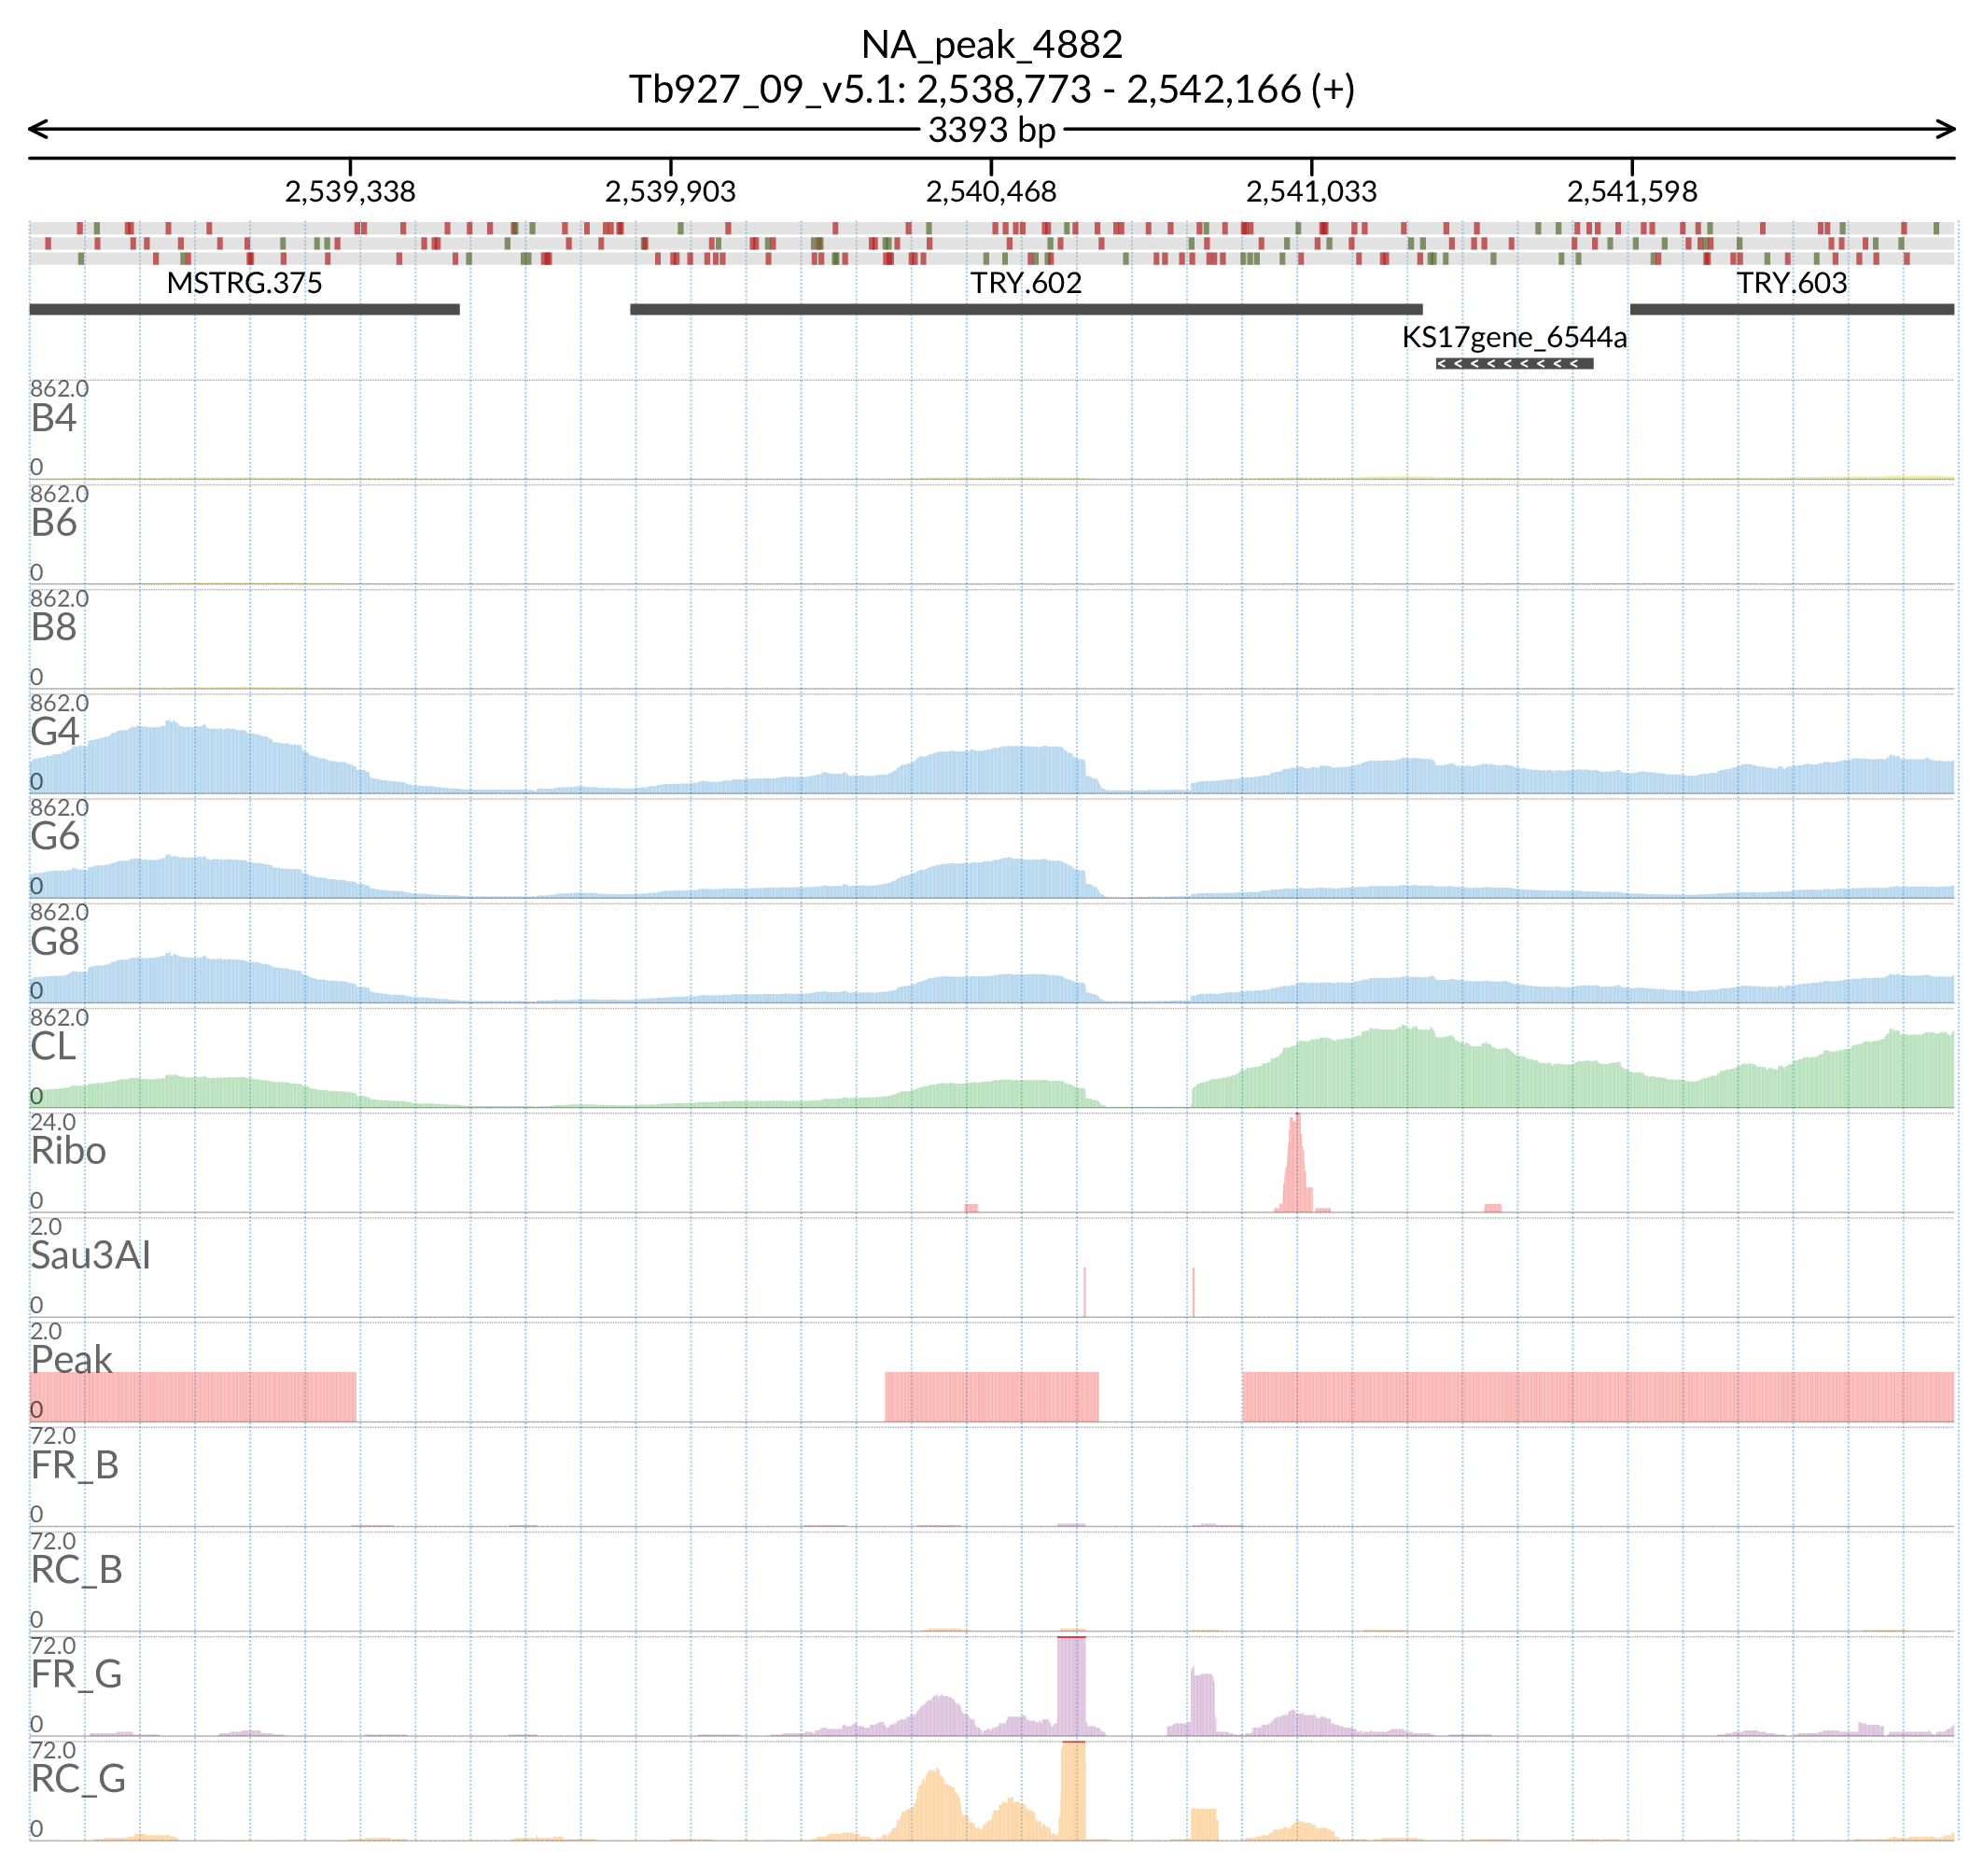 NA_peak_4882
Tb927_09_v5.1: 2,538,773 - 2,542,166 (+)
3393 bp
2,539,338 2,539,903 2,540,468 2,541,033 2,541,598
MSTRG.375 TRY.602 TRY.603
KS17gene_6544a
862.0
B4
0
862.0
B6
0
862.0
B8
0
862.0
G4
0
862.0
G6
0
862.0
G8
0
862.0
CL
0
24.0
Ribo
0
2.0
Sau3AI
0
2.0
Peak
0
72.0
FR_B
0
72.0
RC_B
0
72.0
FR_G
0
72.0
RC_G
0